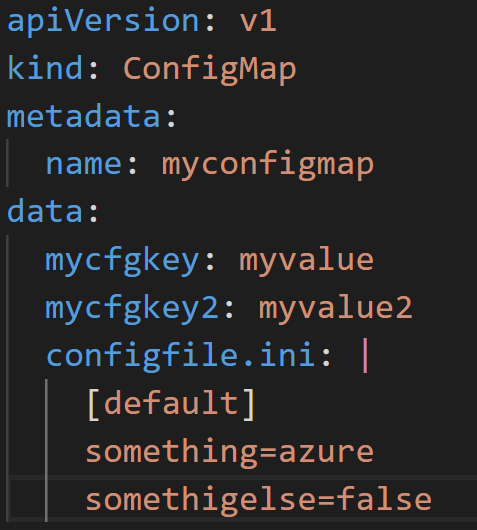 apiVersion: v1
kind: ConfigMap
metadata:
  name: myconfigmap
data:
  mycfgkey: myvalue
  mycfgkey2: myvalue2
  configfile.ini: |
    [default]
    something=azure
    somethigelse=false